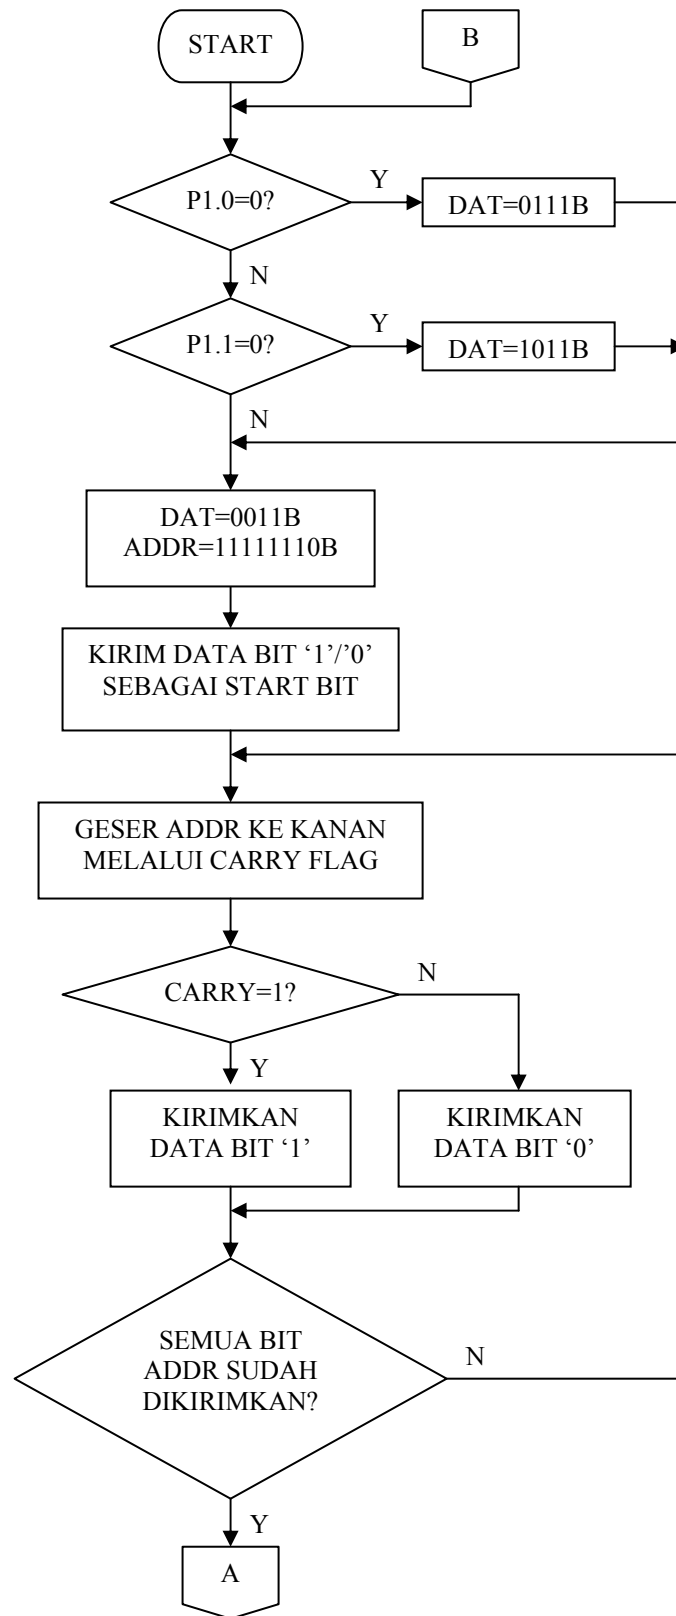 START
B
P1.0=0?
Y
DAT=0111B
N
P1.1=0?
Y
DAT=1011B
N
DAT=0011B
ADDR=11111110B
KIRIM DATA BIT ‘1’/’0’
SEBAGAI START BIT
GESER ADDR KE KANAN
MELALUI CARRY FLAG
CARRY=1?
N
Y
KIRIMKAN
DATA BIT ‘1’
KIRIMKAN
DATA BIT ‘0’
SEMUA BIT
ADDR SUDAH
DIKIRIMKAN?
N
Y
A